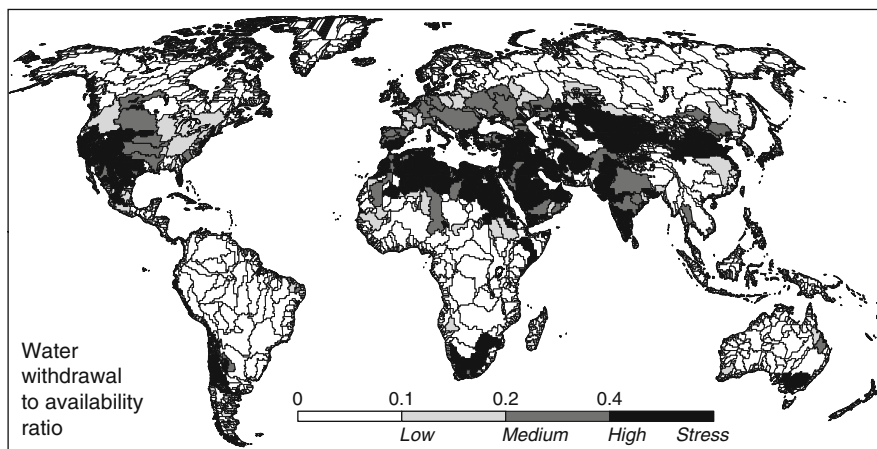 Water
withdrawal
to availability
ratio
0 0.1 0.2 0.4
Low Medium High Stress